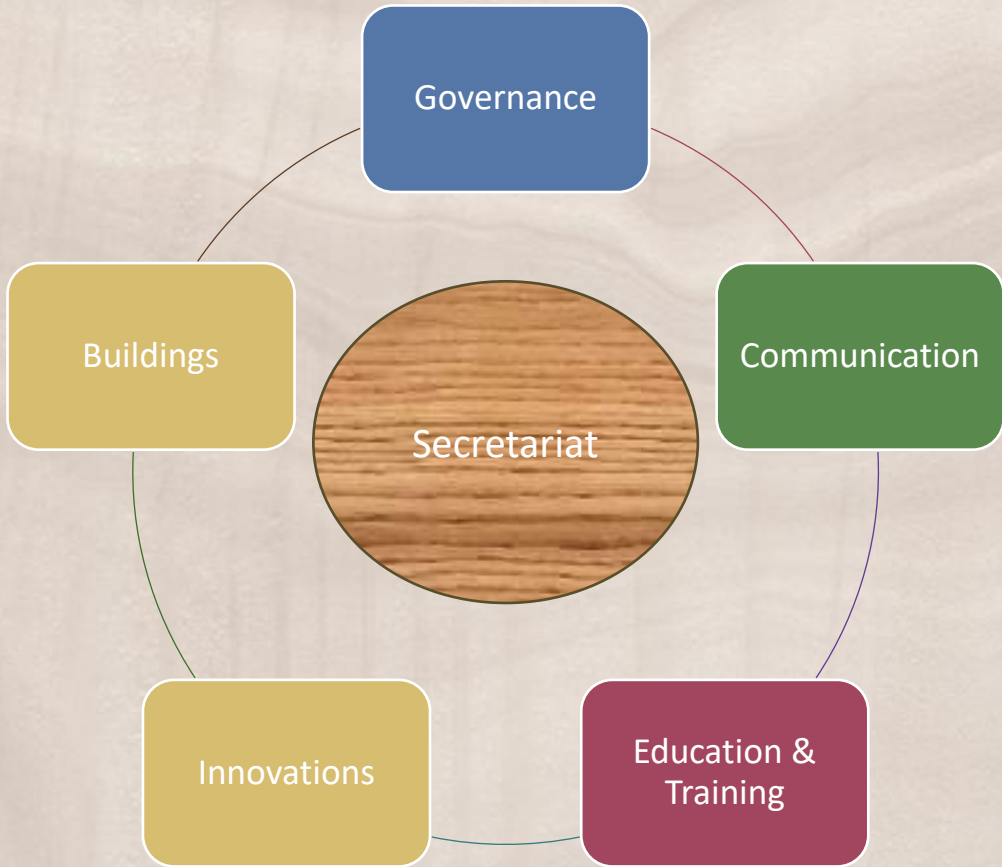 Governance
Buildings
Communication
Secretariat
Innovations
Education &
Training